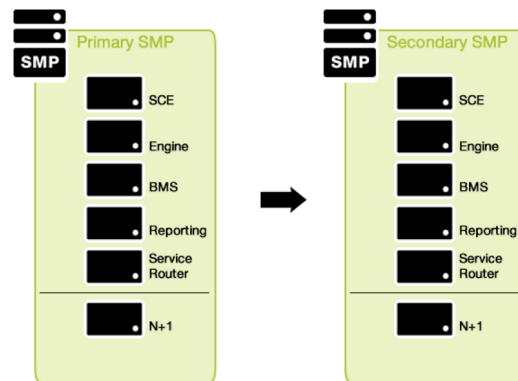 Primary SMP
SMP
SCE
Engine
BMS
Reporting
Service
Router
N+1
Secondary SMP
SMP
SCE
Engine
BMS
Reporting
Service
Router
N+1